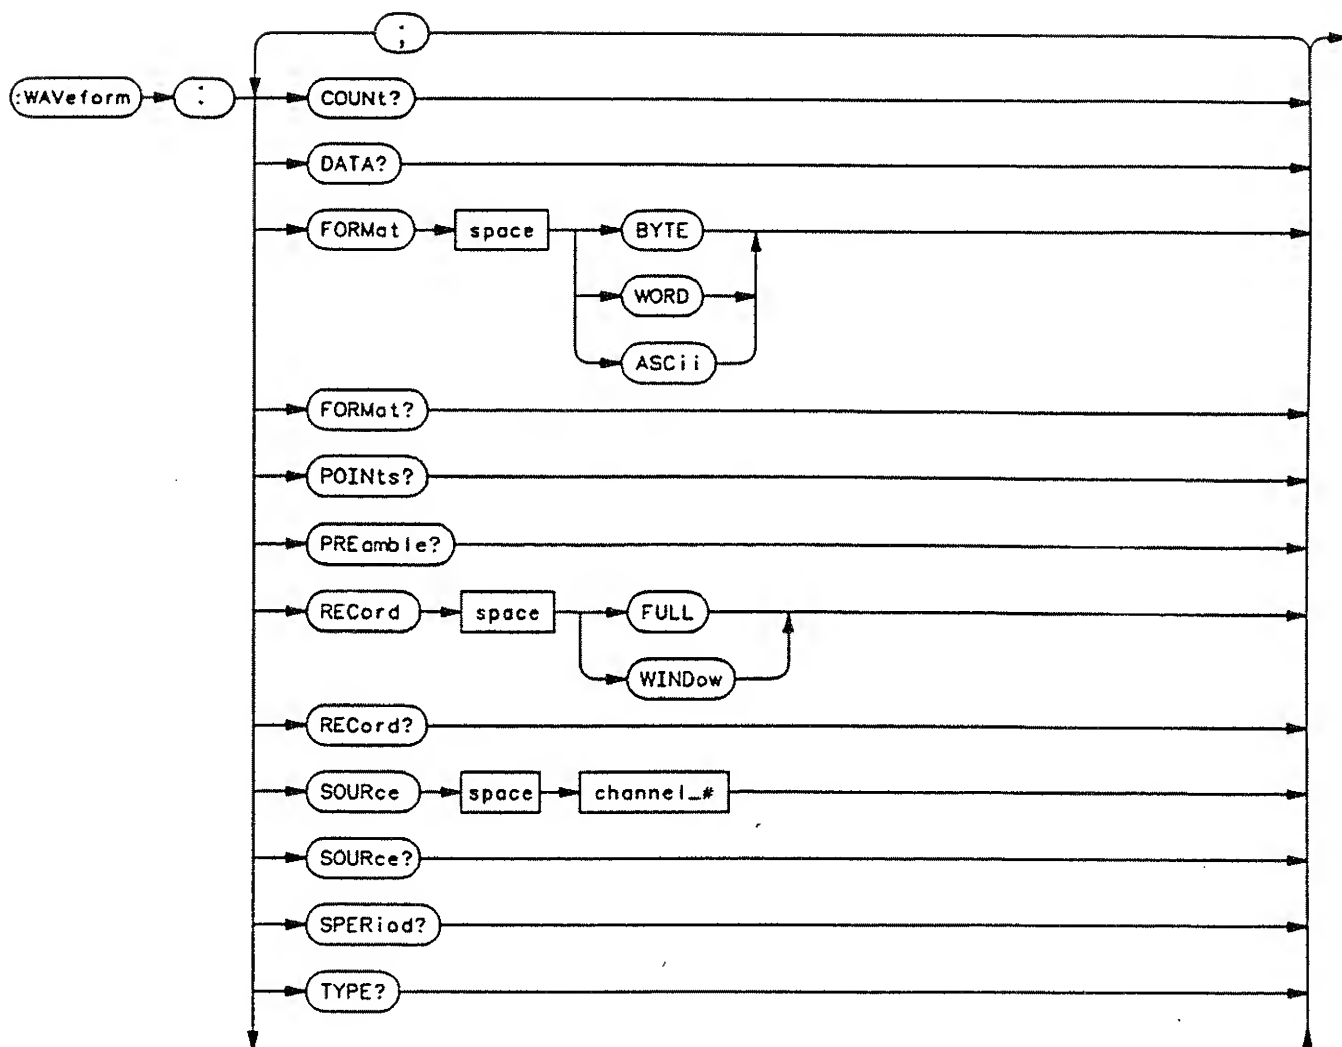 ;
:WAVeform : COUNt?
DATA?
FORMat space BYTE
WORD
ASCii
FORMat?
POINts?
PREamble?
RECord space FULL
WINDow
RECord?
SOURce space channel_#
SOURce?
SPERiod?
TYPE?